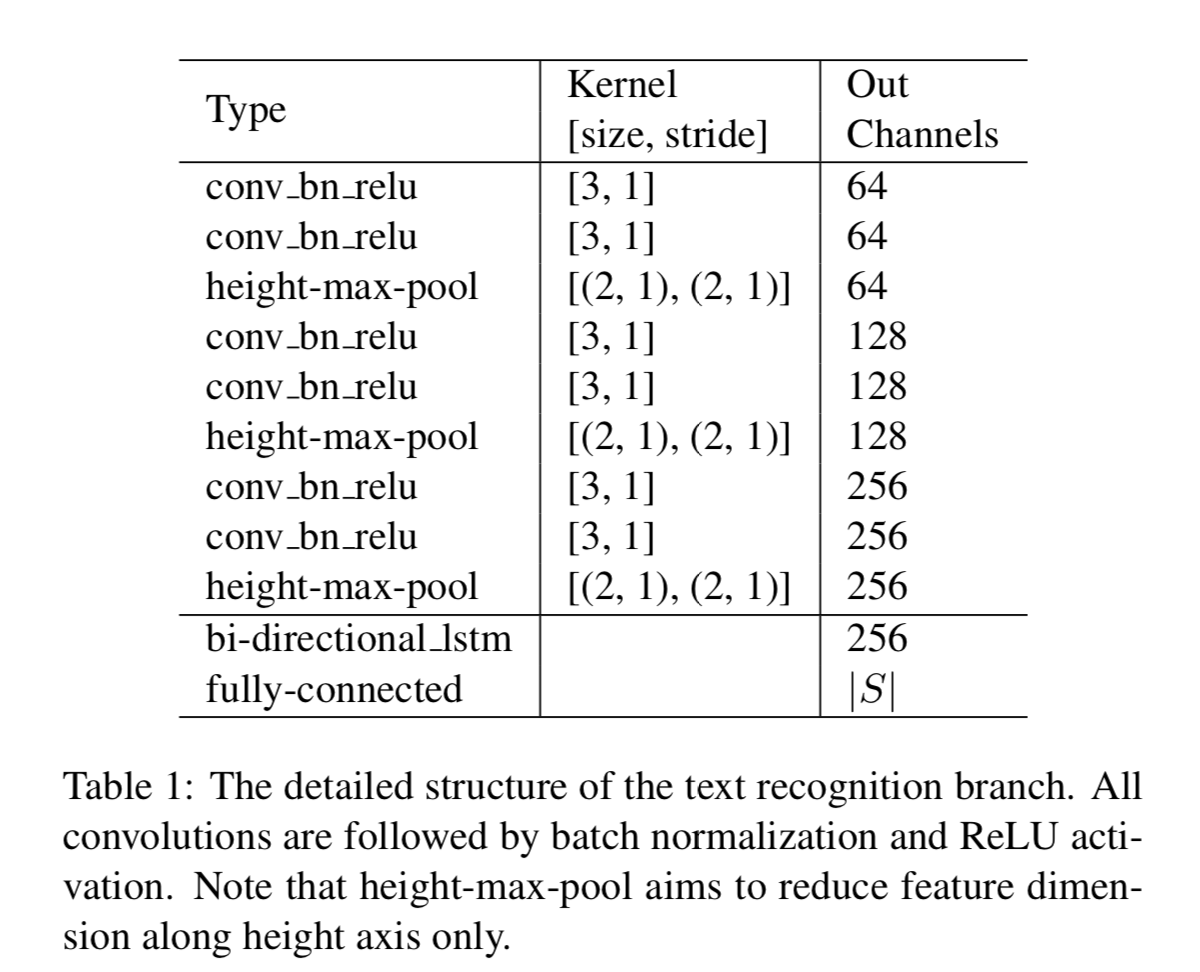 Type Kernel [size, stride] Out Channels
conv_bn_relu [3, 1] 64
conv_bn_relu [3, 1] 64
height-max-pool [(2, 1), (2, 1)] 64
conv_bn_relu [3, 1] 128
conv_bn_relu [3, 1] 128
height-max-pool [(2, 1), (2, 1)] 128
conv_bn_relu [3, 1] 256
conv_bn_relu [3, 1] 256
height-max-pool [(2, 1), (2, 1)] 256
bi-directional_lstm 256
fully-connected |S|
Table 1: The detailed structure of the text recognition branch. All
convolutions are followed by batch normalization and ReLU acti-
vation. Note that height-max-pool aims to reduce feature dimen-
sion along height axis only.